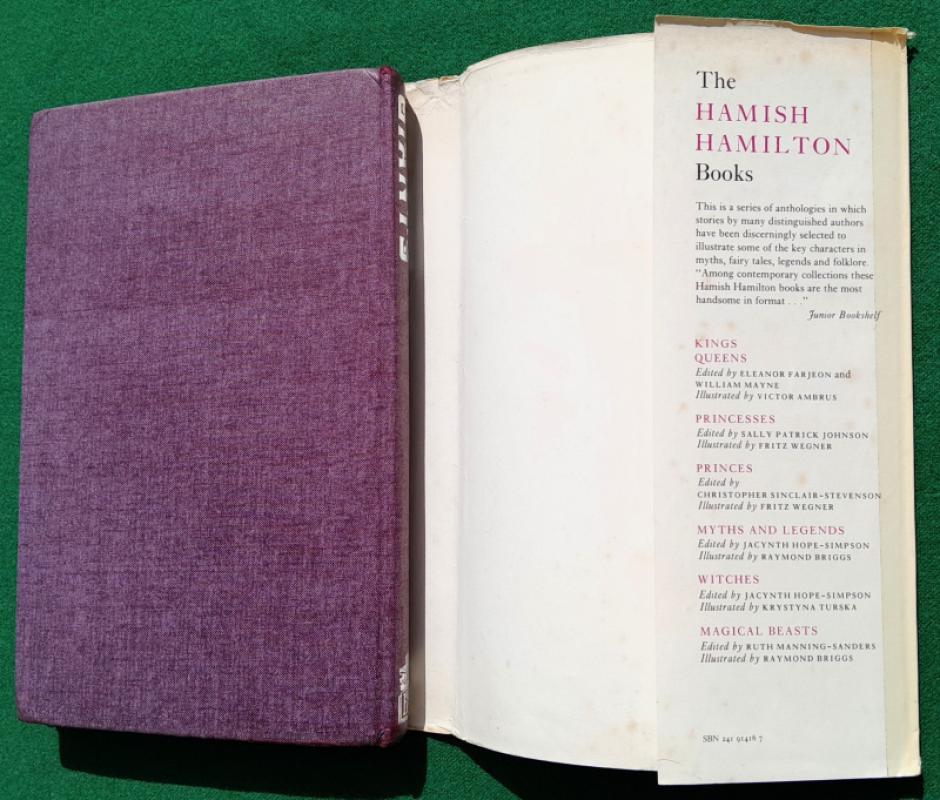 GIANTS
The
HAMISH
HAMILTON
Books
This is a series of anthologies in which
stories by many distinguished authors
have been discerningly selected to
illustrate some of the key characters in
myths, fairy tales, legends and folklore.
"Among contemporary collections these
Hamish Hamilton books are the most
handsome in format . . ."
Junior Bookshelf
KINGS
QUEENS
Edited by ELEANOR FARJEON and
WILLIAM MAYNE
Illustrated by VICTOR AMBRUS
PRINCESSES
Edited by SALLY PATRICK JOHNSON
Illustrated by FRITZ WEGNER
PRINCES
Edited by
CHRISTOPHER SINCLAIR-STEVENSON
Illustrated by FRITZ WEGNER
MYTHS AND LEGENDS
Edited by JACYNTH HOPE-SIMPSON
Illustrated by RAYMOND BRIGGS
WITCHES
Edited by JACYNTH HOPE-SIMPSON
Illustrated by KRYSTYNA TURSKA
MAGICAL BEASTS
Edited by RUTH MANNING-SANDERS
Illustrated by RAYMOND BRIGGS
SBN 241 91416 7